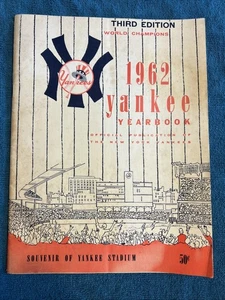 THIRD EDITION
WORLD CHAMPIONS
Yankees
1962
yankee
YEARBOOK
OFFICIAL PUBLICATION OF
THE NEW YORK YANKEES
SOUVENIR OF YANKEE STADIUM
50¢